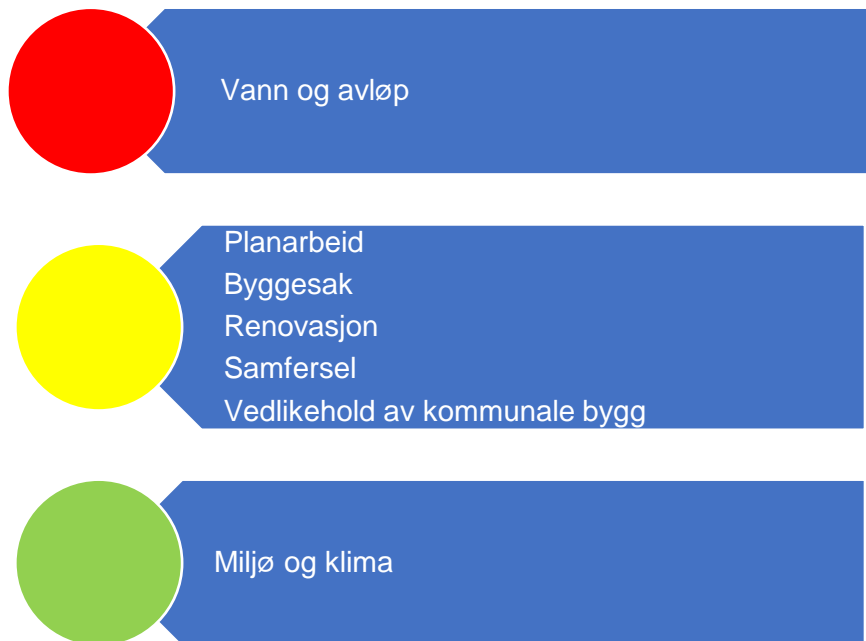 Vann og avløp
Planarbeid
Byggesak
Renovasjon
Samfersel
Vedlikehold av kommunale bygg
Miljø og klima